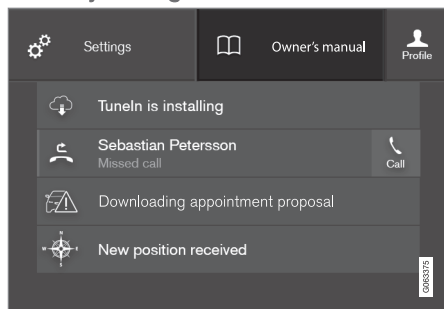 Settings
Owner's manual
Profile
TuneIn is installing
Sebastian Petersson
Missed call
Call
Downloading appointment proposal
New position received
G063375